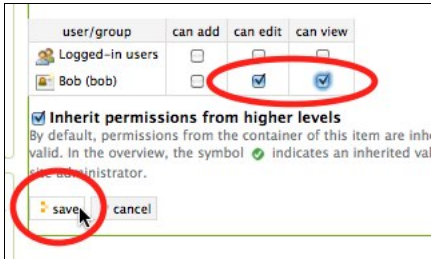 user/group can add can edit can view
Logged-in users
Bob (bob)
Inherit permissions from higher levels
By default, permissions from the container of this item are inhe
valid. In the overview, the symbol indicates an inherited val
site administrator.
save cancel